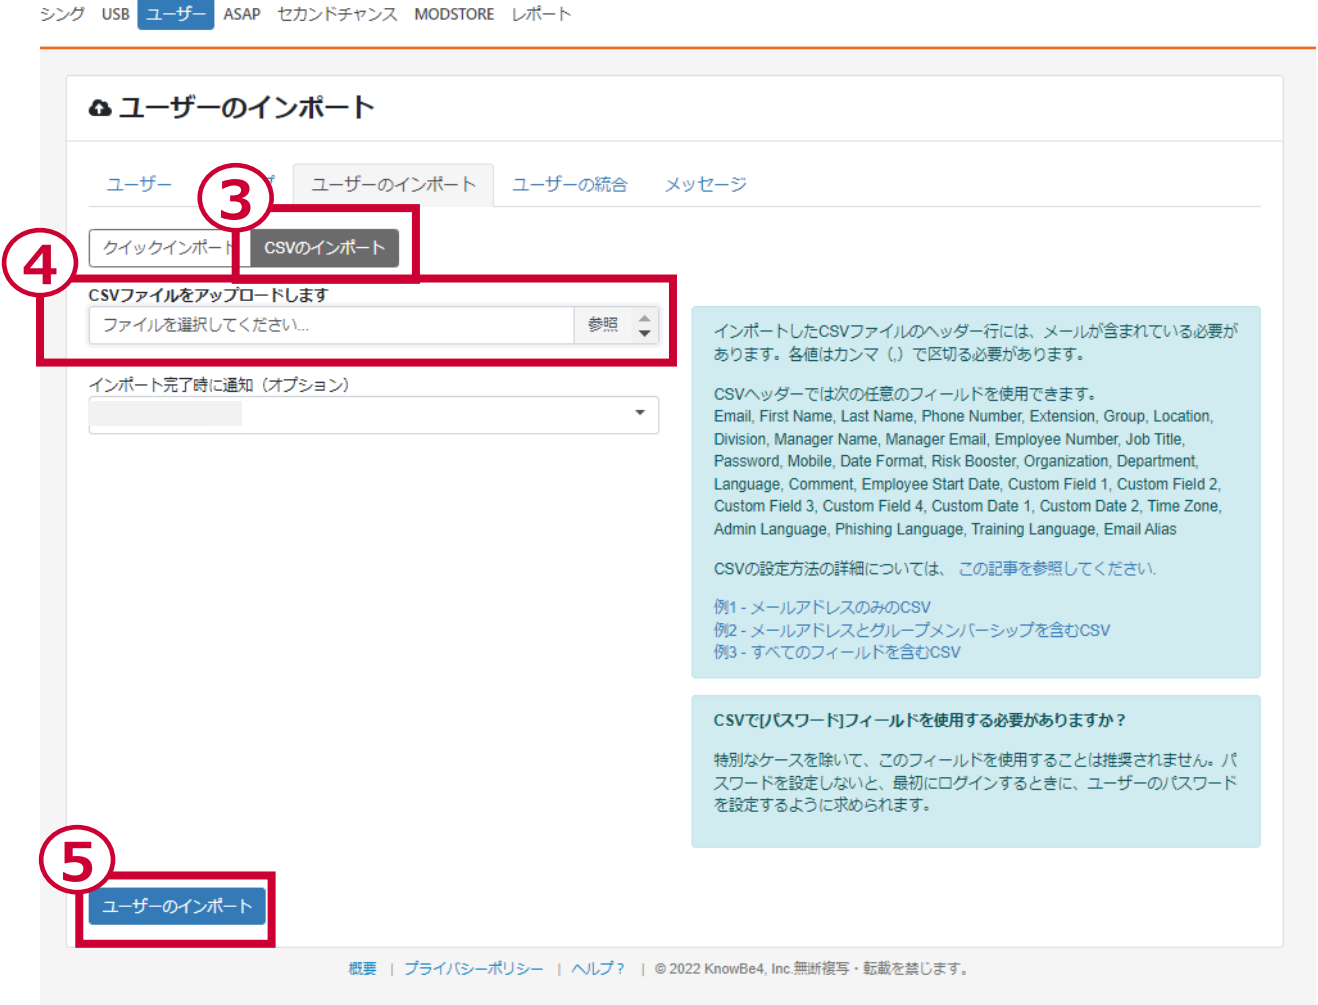 シング USB ユーザー ASAP セカンドチャンス MODSTORE レポート
ユーザーのインポート
ユーザー プ ユーザーのインポート ユーザーの統合 メッセージ
③
クイックインポート CSVのインポート
④
CSVファイルをアップロードします
ファイルを選択してください... 参照
インポート完了時に通知（オプション）
インポートしたCSVファイルのヘッダー行には、メールが含まれている必要が
あります。各値はカンマ（,）で区切る必要があります。
CSVヘッダーでは次の任意のフィールドを使用できます。
Email, First Name, Last Name, Phone Number, Extension, Group, Location,
Division, Manager Name, Manager Email, Employee Number, Job Title,
Password, Mobile, Date Format, Risk Booster, Organization, Department,
Language, Comment, Employee Start Date, Custom Field 1, Custom Field 2,
Custom Field 3, Custom Field 4, Custom Date 1, Custom Date 2, Time Zone,
Admin Language, Phishing Language, Training Language, Email Alias
CSVの設定方法の詳細については、 この記事を参照してください.
例1 - メールアドレスのみのCSV
例2 - メールアドレスとグループメンバーシップを含むCSV
例3 - すべてのフィールドを含むCSV
CSVで[パスワード]フィールドを使用する必要がありますか？
特別なケースを除いて、このフィールドを使用することは推奨されません。パ
スワードを設定しないと、最初にログインするときに、ユーザーのパスワード
を設定するように求められます。
⑤
ユーザーのインポート
概要 | プライバシーポリシー | ヘルプ？ | © 2022 KnowBe4, Inc.無断複写・転載を禁じます。